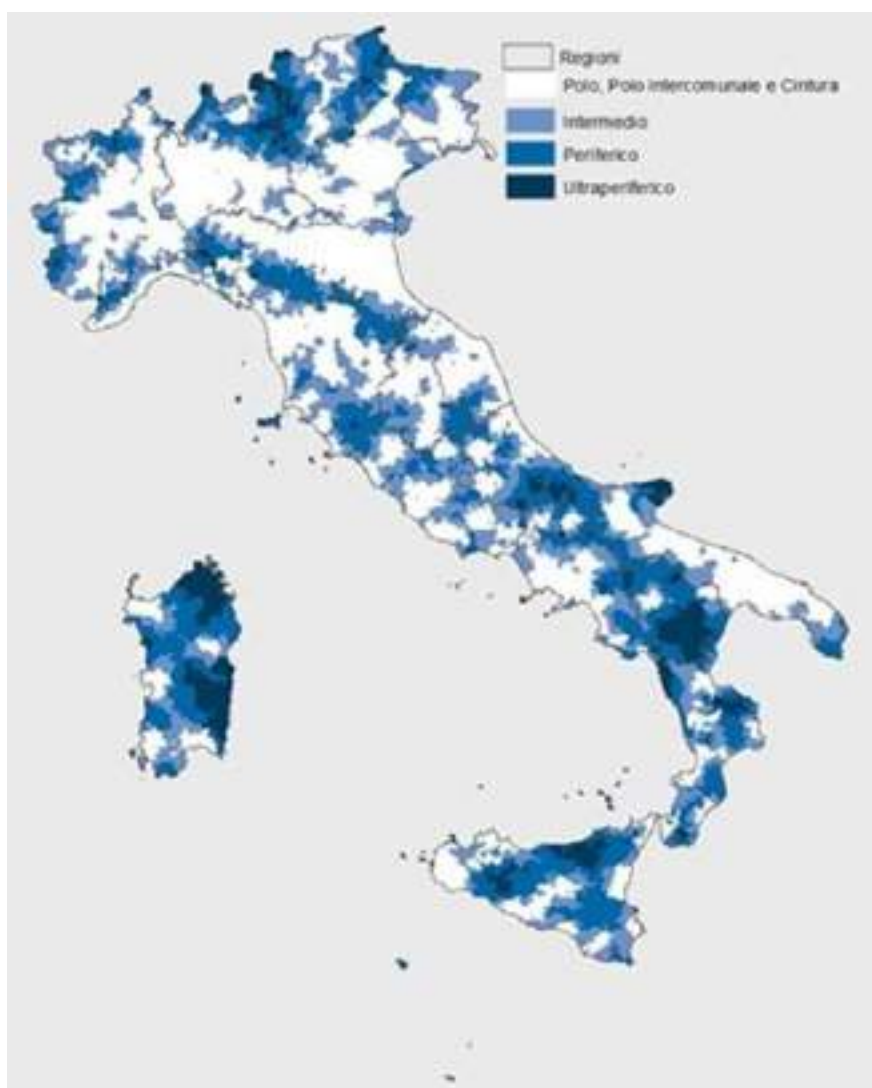 Regioni
Polo, Polo Intercomunale e Cintura
Intermedio
Periferico
Ultraperiferico